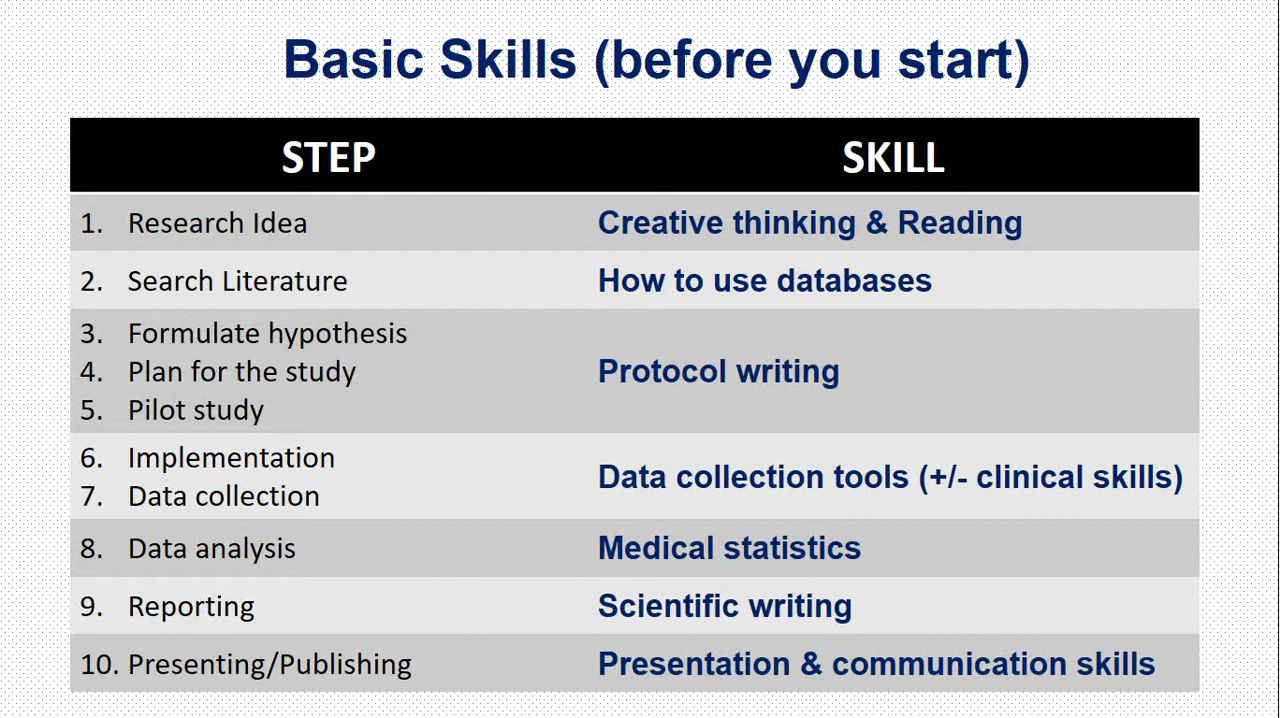 Basic Skills (before you start)
STEP SKILL
1. Research Idea Creative thinking & Reading
2. Search Literature How to use databases
3. Formulate hypothesis
4. Plan for the study Protocol writing
5. Pilot study
6. Implementation
Data collection tools (+/- clinical skills)
7. Data collection
8. Data analysis Medical statistics
9. Reporting Scientific writing
10. Presenting/Publishing Presentation & communication skills